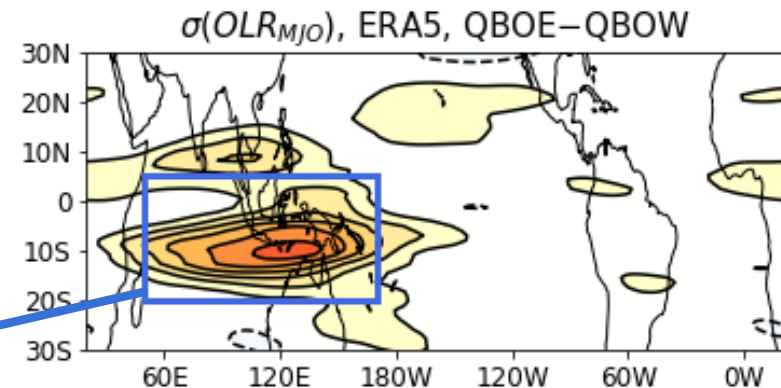 σ(OLR_MJO), ERA5, QBOE−QBOW
30N
20N
10N
0
10S
20S
30S
60E 120E 180W 120W 60W 0W